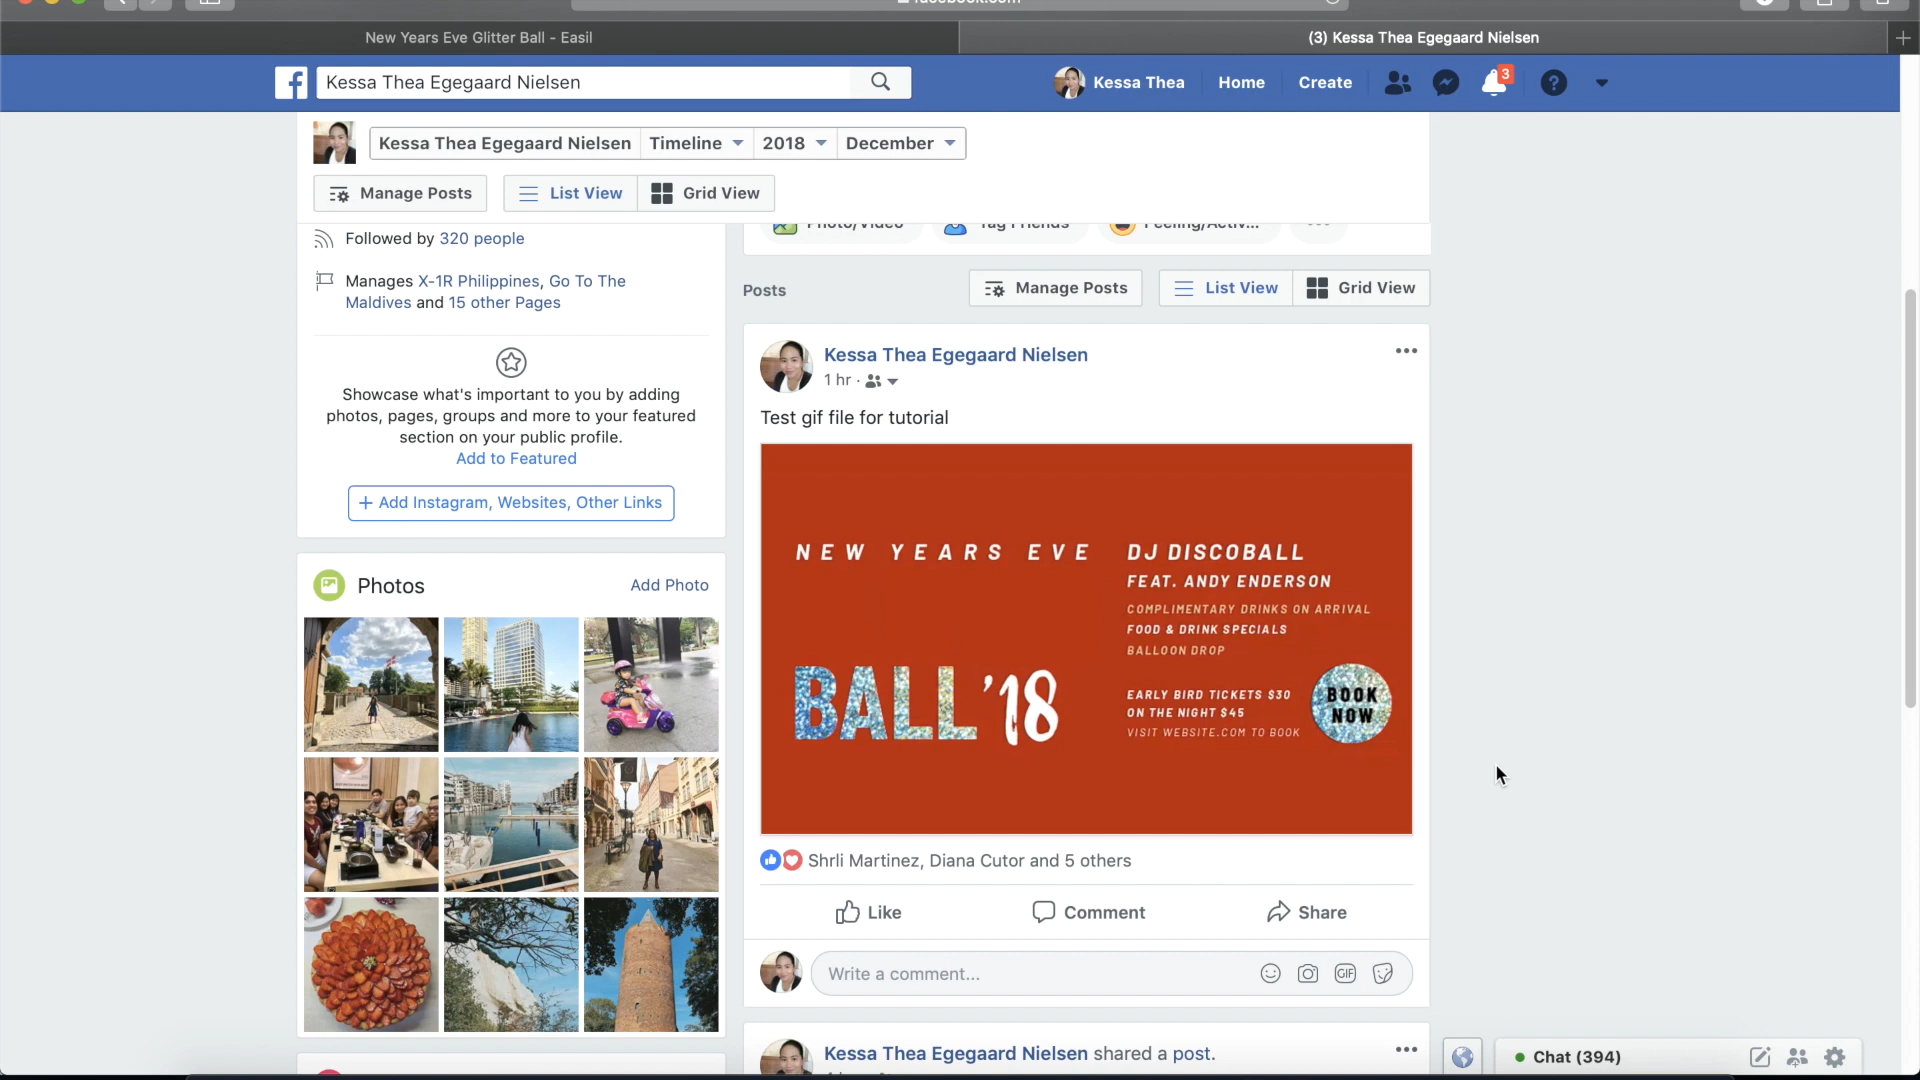 New Years Eve Glitter Ball - Easil
(3) Kessa Thea Egegaard Nielsen
Kessa Thea Egegaard Nielsen
Kessa Thea
Home
Create
3
Kessa Thea Egegaard Nielsen
Timeline
2018
December
Manage Posts
List View
Grid View
Followed by 320 people
Manages X-1R Philippines, Go To The
Maldives and 15 other Pages
Showcase what's important to you by adding
photos, pages, groups and more to your featured
section on your public profile.
Add to Featured
+ Add Instagram, Websites, Other Links
Photos
Add Photo
Photo/Video
Tag Friends
Feeling/Activ...
Posts
Manage Posts
List View
Grid View
Kessa Thea Egegaard Nielsen
1 hr ·
Test gif file for tutorial
NEW YEARS EVE
BALL '18
DJ DISCOBALL
FEAT. ANDY ENDERSON
COMPLIMENTARY DRINKS ON ARRIVAL
FOOD & DRINK SPECIALS
BALLOON DROP
EARLY BIRD TICKETS $30
ON THE NIGHT $45
VISIT WEBSITE.COM TO BOOK
BOOK
NOW
Shrli Martinez, Diana Cutor and 5 others
Like
Comment
Share
Write a comment...
GIF
Kessa Thea Egegaard Nielsen shared a post.
Chat (394)